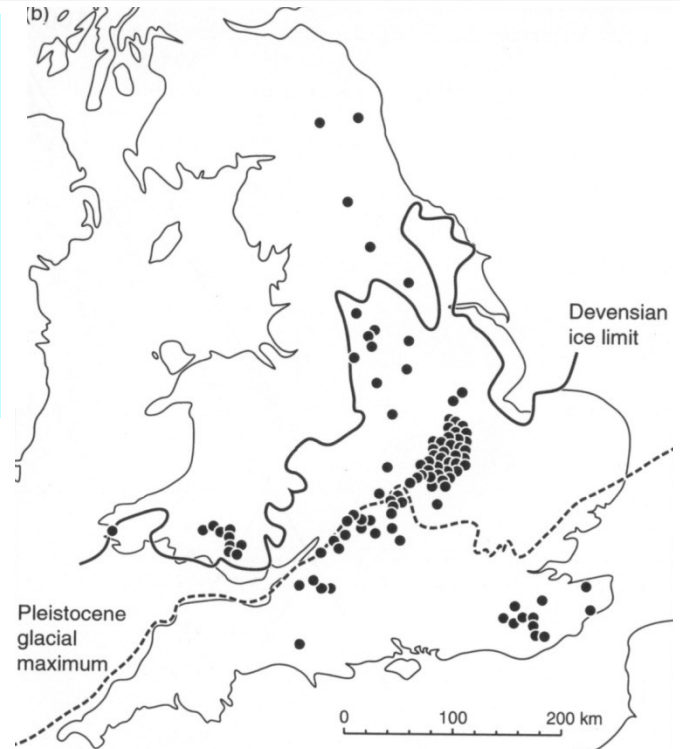 (b)
Devensian
ice limit
Pleistocene
glacial
maximum
0 100 200 km